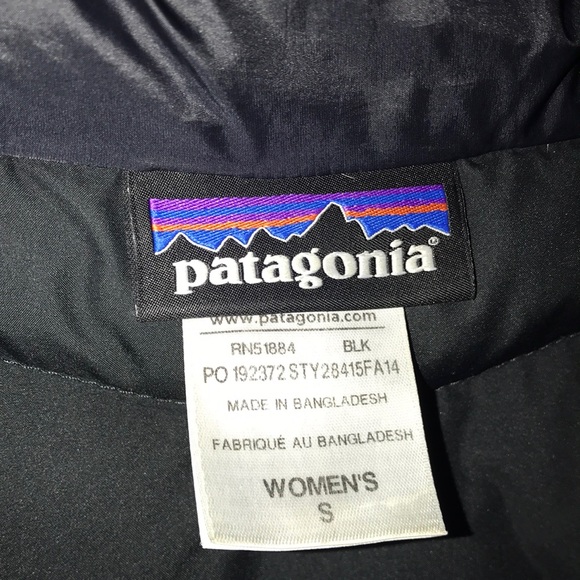 patagonia®
www.patagonia.com
RN51884 BLK
PO 192372 STY28415FA14
MADE IN BANGLADESH
FABRIQUÉ AU BANGLADESH
WOMEN'S
S